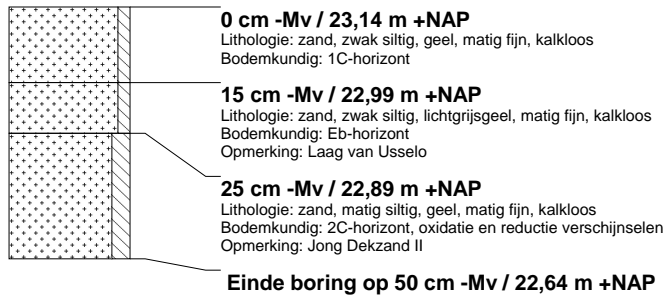 0 cm -Mv / 23,14 m +NAP
Lithologie: zand, zwak siltig, geel, matig fijn, kalkloos
Bodemkundig: 1C-horizont
15 cm -Mv / 22,99 m +NAP
Lithologie: zand, zwak siltig, lichtgrijsgeel, matig fijn, kalkloos
Bodemkundig: Eb-horizont
Opmerking: Laag van Usselo
25 cm -Mv / 22,89 m +NAP
Lithologie: zand, matig siltig, geel, matig fijn, kalkloos
Bodemkundig: 2C-horizont, oxidatie en reductie verschijnselen
Opmerking: Jong Dekzand II
Einde boring op 50 cm -Mv / 22,64 m +NAP